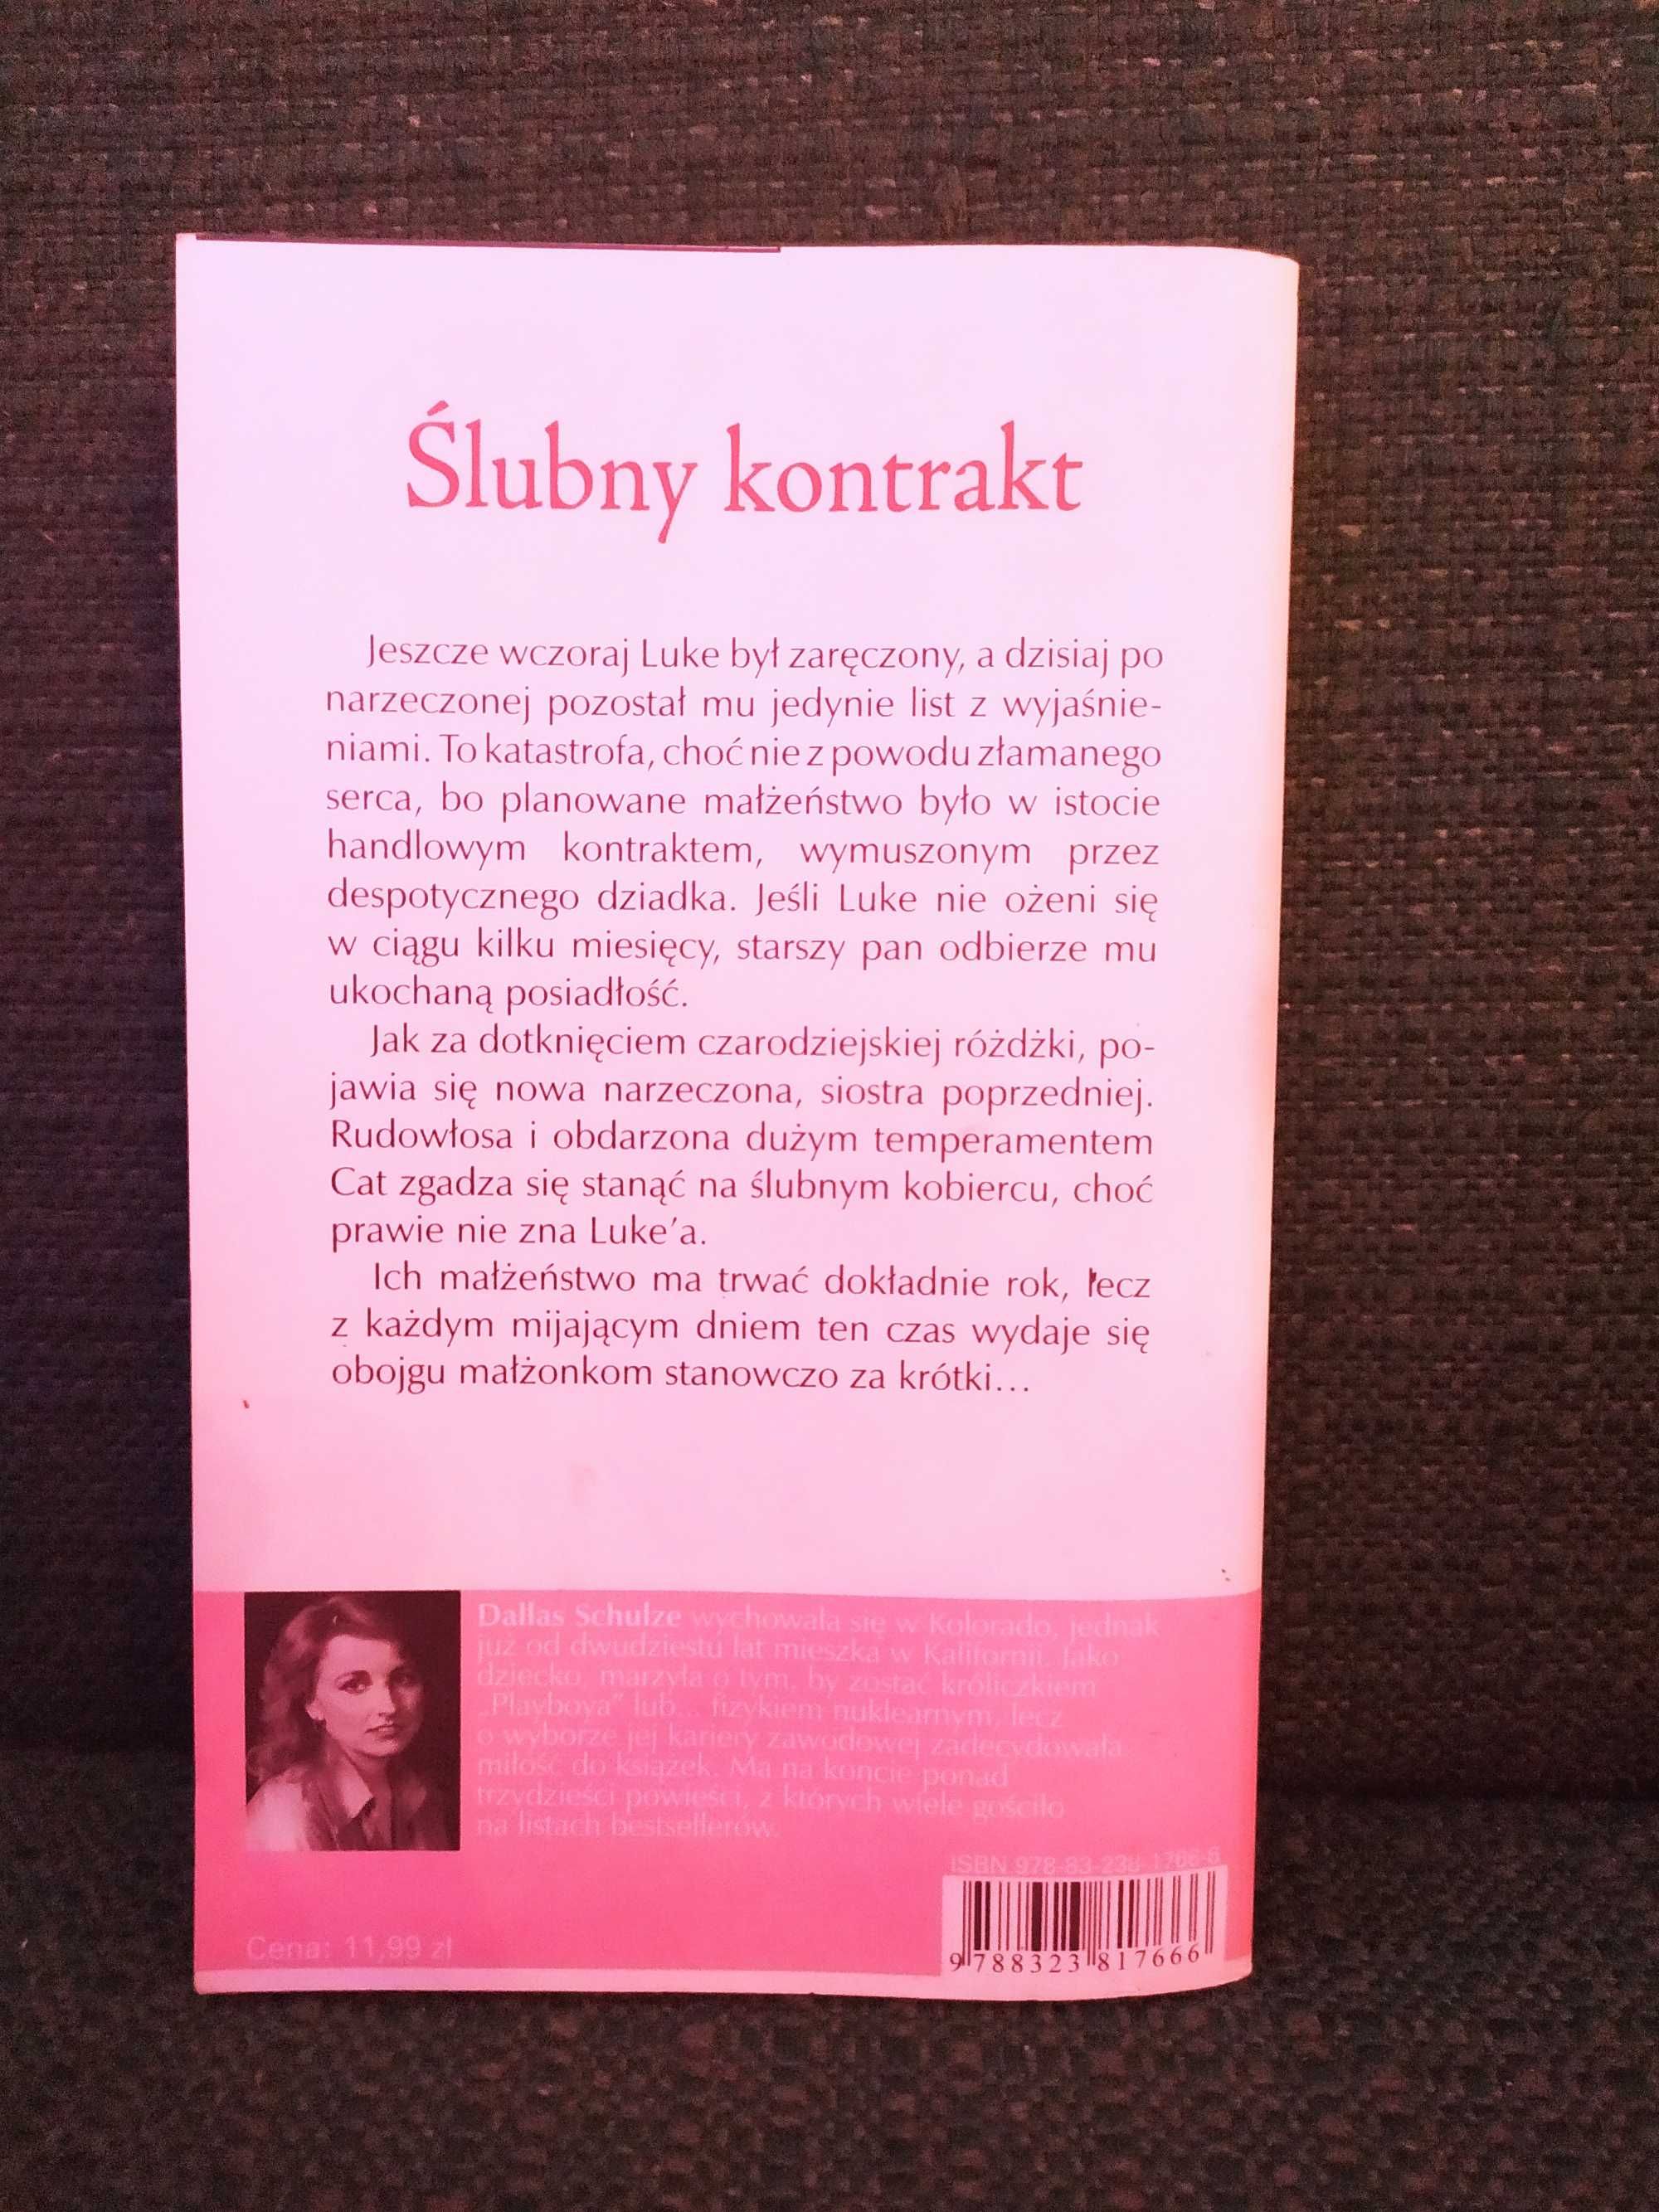 Ślubny kontrakt
Jeszcze wczoraj Luke był zaręczony, a dzisiaj po
narzeczonej pozostał mu jedynie list z wyjaśnie-
niami. To katastrofa, choć nie z powodu złamanego
serca, bo planowane małżeństwo było w istocie
handlowym kontraktem, wymuszonym przez
despotycznego dziadka. Jeśli Luke nie ożeni się
w ciągu kilku miesięcy, starszy pan odbierze mu
ukochaną posiadłość.
Jak za dotknięciem czarodziejskiej różdżki, po-
jawia się nowa narzeczona, siostra poprzedniej.
Rudowłosa i obdarzona dużym temperamentem
Cat zgadza się stanąć na ślubnym kobiercu, choć
prawie nie zna Luke'a.
Ich małżeństwo ma trwać dokładnie rok, lecz
z każdym mijającym dniem ten czas wydaje się
obojgu małżonkom stanowczo za krótki...
Dallas Schulze wychowała się w Kolorado, jednak
już od dwudziestu lat mieszka w Kalifornii. Jako
dziecko, marzyła o tym, by zostać króliczkiem
„Playboya" lub... fizykiem nuklearnym, lecz
o wyborze jej kariery zawodowej zadecydowała
miłość do książek. Ma na koncie ponad
trzydzieści powieści, z których wiele gościło
na listach bestsellerów.
ISBN 978-83-238-1766-6
9 788323 817666
Cena: 11,99 zł